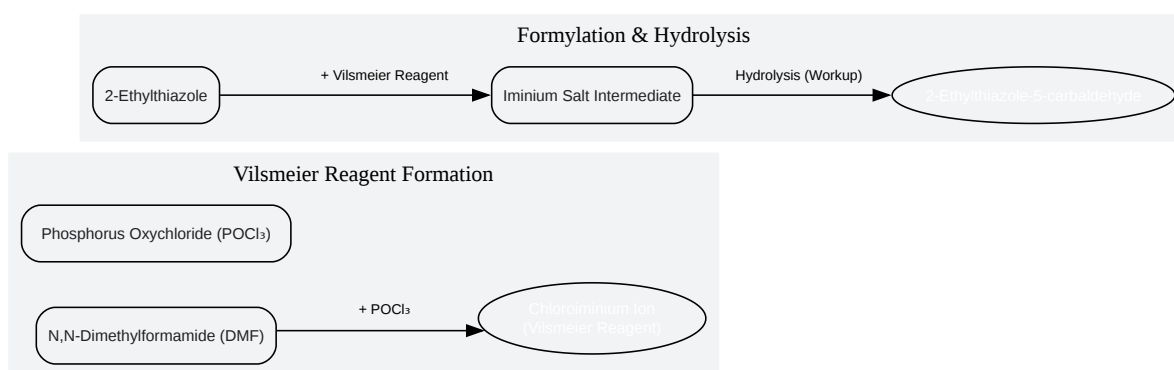 Formylation & Hydrolysis
2-Ethylthiazole
+ Vilsmeier Reagent
Iminium Salt Intermediate
Hydrolysis (Workup)
2-Ethylthiazole-5-carbaldehyde
Vilsmeier Reagent Formation
Phosphorus Oxychloride (POCl₃)
N,N-Dimethylformamide (DMF)
+ POCl₃
Chloroiminium Ion
(Vilsmeier Reagent)